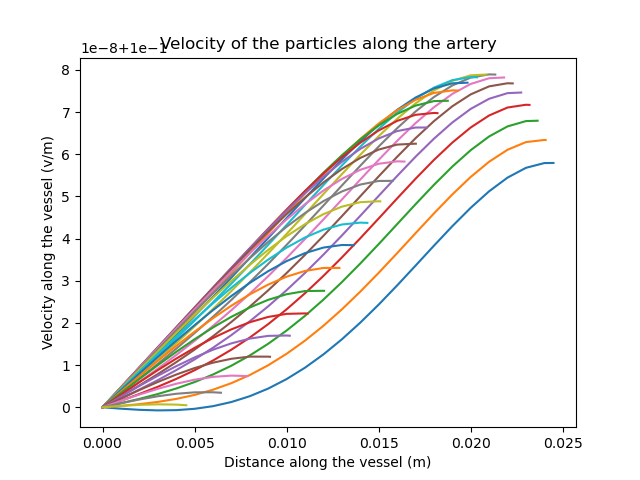 1e−8+1e−1
Velocity of the particles along the artery
8
7
6
5
4
3
2
1
0
Velocity along the vessel (v/m)
0.000 0.005 0.010 0.015 0.020 0.025
Distance along the vessel (m)